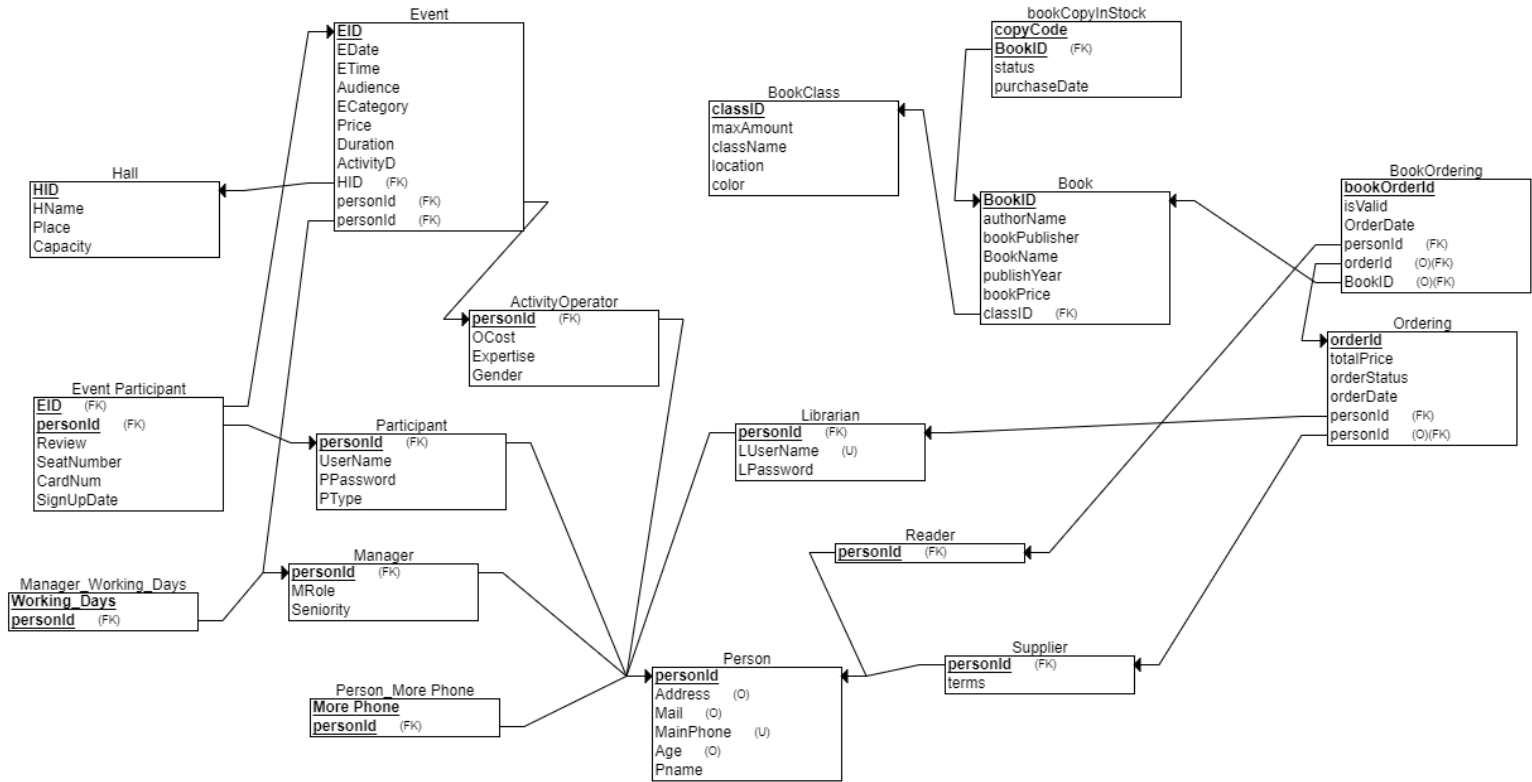 Event
EID
EDate
ETime
Audience
ECategory
Price
Duration
ActivityD
HID (FK)
personId (FK)
personId (FK)
bookCopyInStock
copyCode
BookID (FK)
status
purchaseDate
BookClass
classID
maxAmount
className
location
color
Hall
HID
HName
Place
Capacity
Book
BookID
authorName
bookPublisher
BookName
publishYear
bookPrice
classID (FK)
BookOrdering
bookOrderId
isValid
OrderDate
personId (FK)
orderId (O)(FK)
BookID (O)(FK)
ActivityOperator
personId (FK)
OCost
Expertise
Gender
Ordering
orderId
totalPrice
orderStatus
orderDate
personId (FK)
personId (O)(FK)
Event Participant
EID (FK)
personId (FK)
Review
SeatNumber
CardNum
SignUpDate
Participant
personId (FK)
UserName
PPassword
PType
Librarian
personId (FK)
LUserName (U)
LPassword
Reader
personId (FK)
Manager
personId (FK)
MRole
Seniority
Manager_Working_Days
Working_Days
personId (FK)
Supplier
personId (FK)
terms
Person
personId
Address (O)
Mail (O)
MainPhone (U)
Age (O)
Pname
Person_More Phone
More Phone
personId (FK)